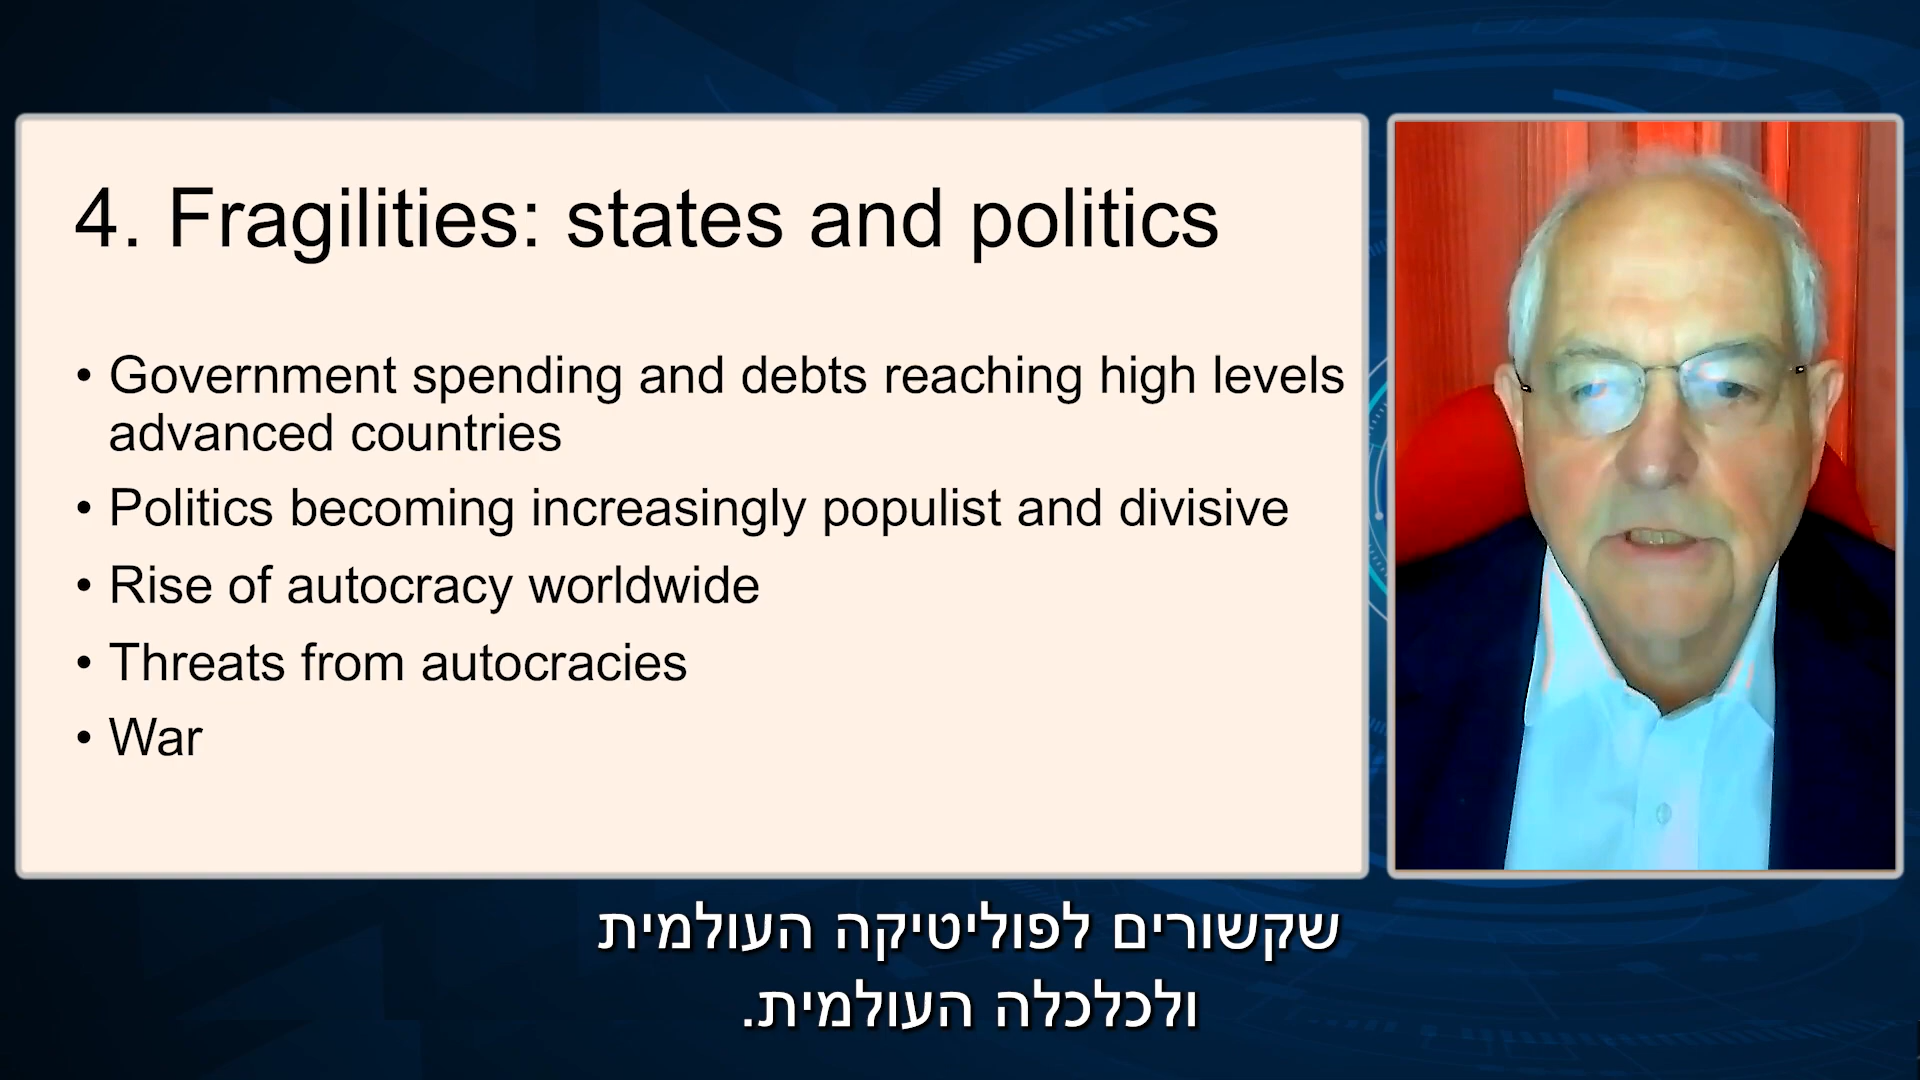 4. Fragilities: states and politics
• Government spending and debts reaching high levels
advanced countries
• Politics becoming increasingly populist and divisive
• Rise of autocracy worldwide
• Threats from autocracies
• War
שקשורים לפוליטיקה העולמית
ולכלכלה העולמית.